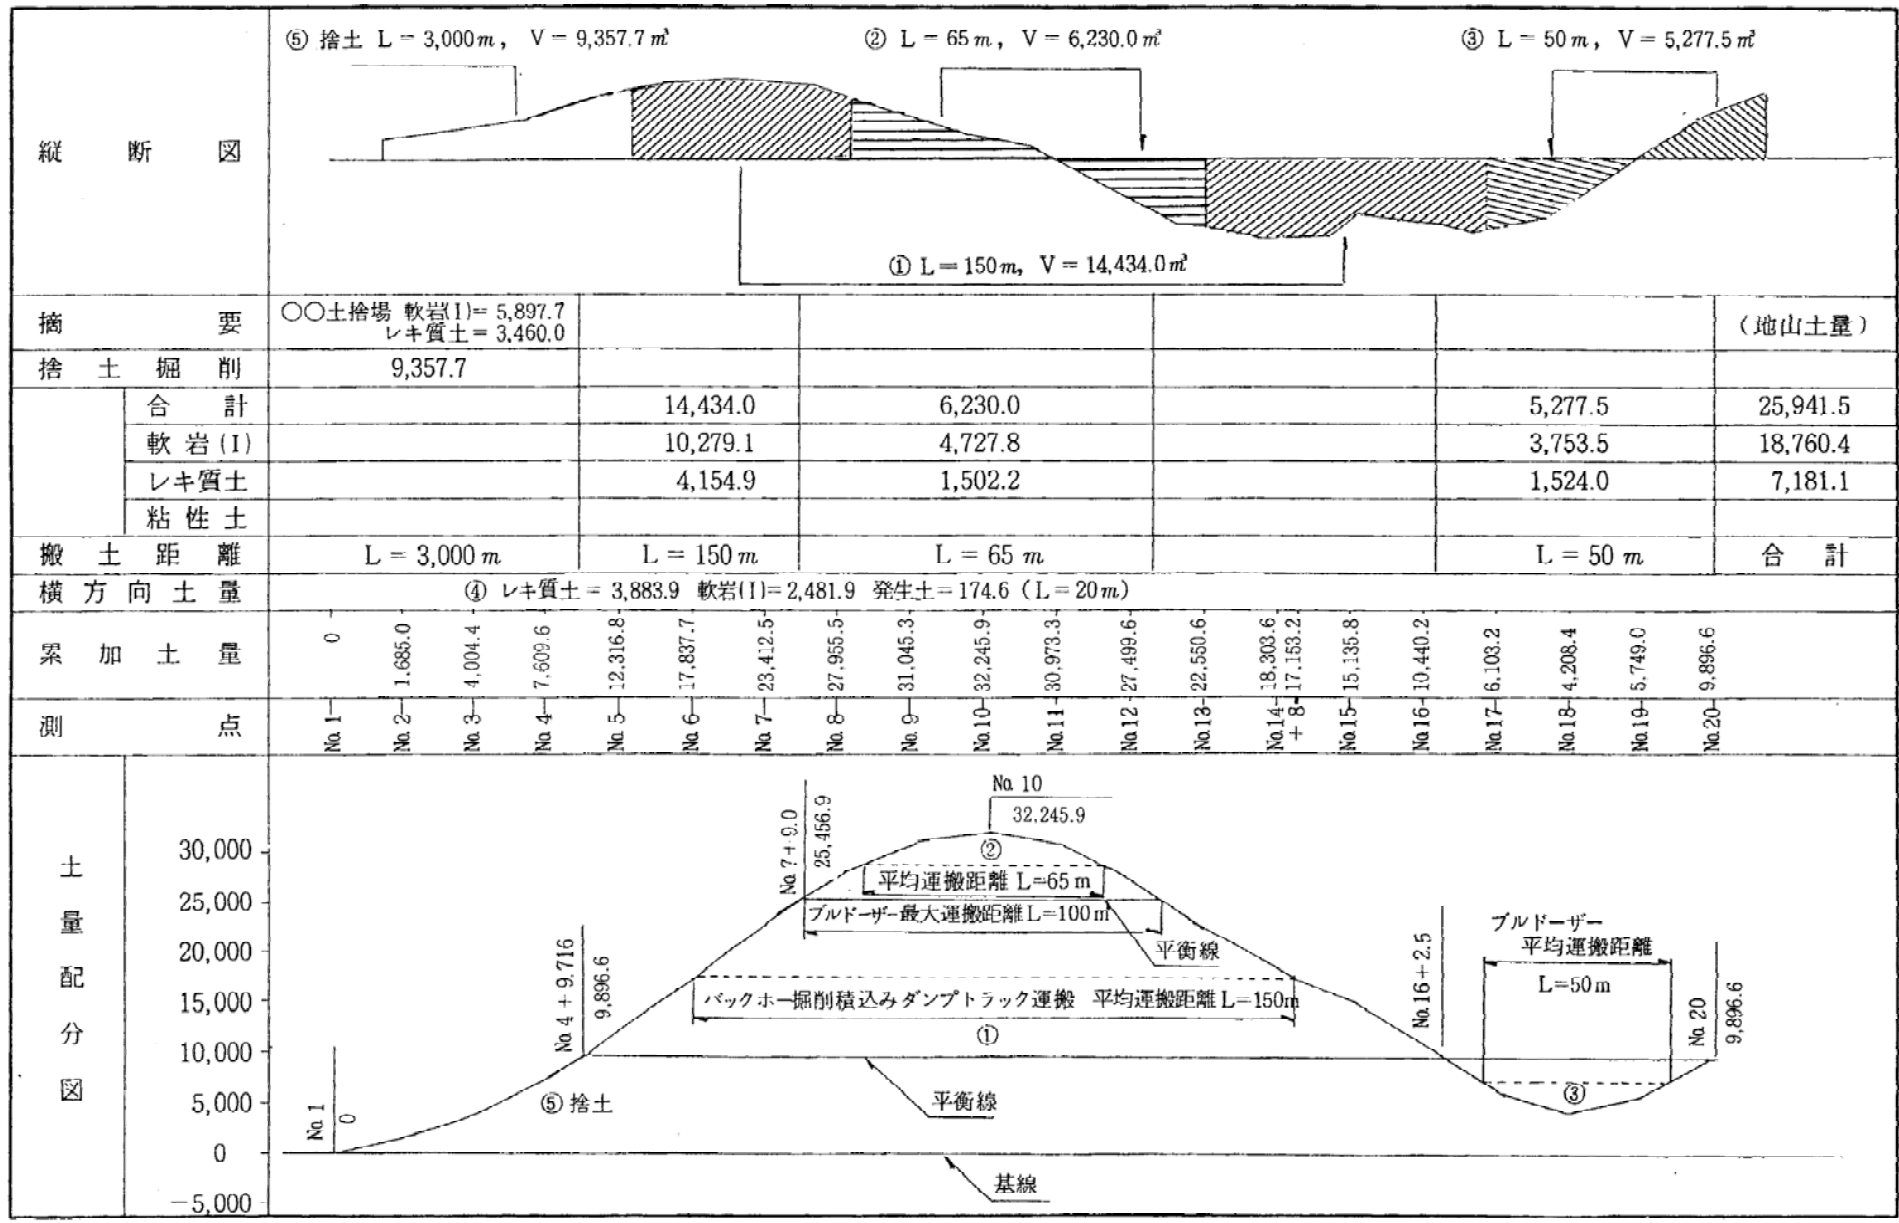 ⑤ 捨土 L = 3,000m, V = 9,357.7㎥
② L = 65m, V = 6,230.0㎥
③ L = 50m, V = 5,277.5㎥
縦断図
① L = 150m, V = 14,434.0㎥
摘要
〇〇土捨場 軟岩(I)= 5,897.7
レキ質土 = 3,460.0
(地山土量)
捨土掘削 9,357.7
合計 14,434.0 6,230.0 5,277.5 25,941.5
軟岩(I) 10,279.1 4,727.8 3,753.5 18,760.4
レキ質土 4,154.9 1,502.2 1,524.0 7,181.1
粘性土
搬土距離 L = 3,000 m L = 150 m L = 65 m L = 50 m 合計
横方向土量 ④ レキ質土 = 3,883.9 軟岩(I)=2,481.9 発生土=174.6 (L=20m)
累加土量 0 1,685.0 4,004.4 7,609.6 12,316.8 17,837.7 23,412.5 27,955.5 31,045.3 32,245.9 30,973.3 27,499.6 22,550.6 18,303.6 17,153.2 15,135.8 10,440.2 6,103.2 4,208.4 5,749.0 9,896.6
測点 No.1 No.2 No.3 No.4 No.5 No.6 No.7 No.8 No.9 No.10 No.11 No.12 No.13 No.14 +8 No.15 No.16 No.17 No.18 No.19 No.20
土量配分図
30,000
25,000
20,000
15,000
10,000
5,000
0
-5,000
No.1
0
No.4 + 9.716
9,896.6
No.7+9.0
25,456.9
No.10
32,245.9
②
平均運搬距離 L=65m
ブルドーザー最大運搬距離L=100m
平衡線
バックホー掘削積込みダンプトラック運搬 平均運搬距離L=150m
①
No.16+2.5
ブルドーザー
平均運搬距離
L=50m
No.20
9,896.6
⑤ 捨土
平衡線
③
基線